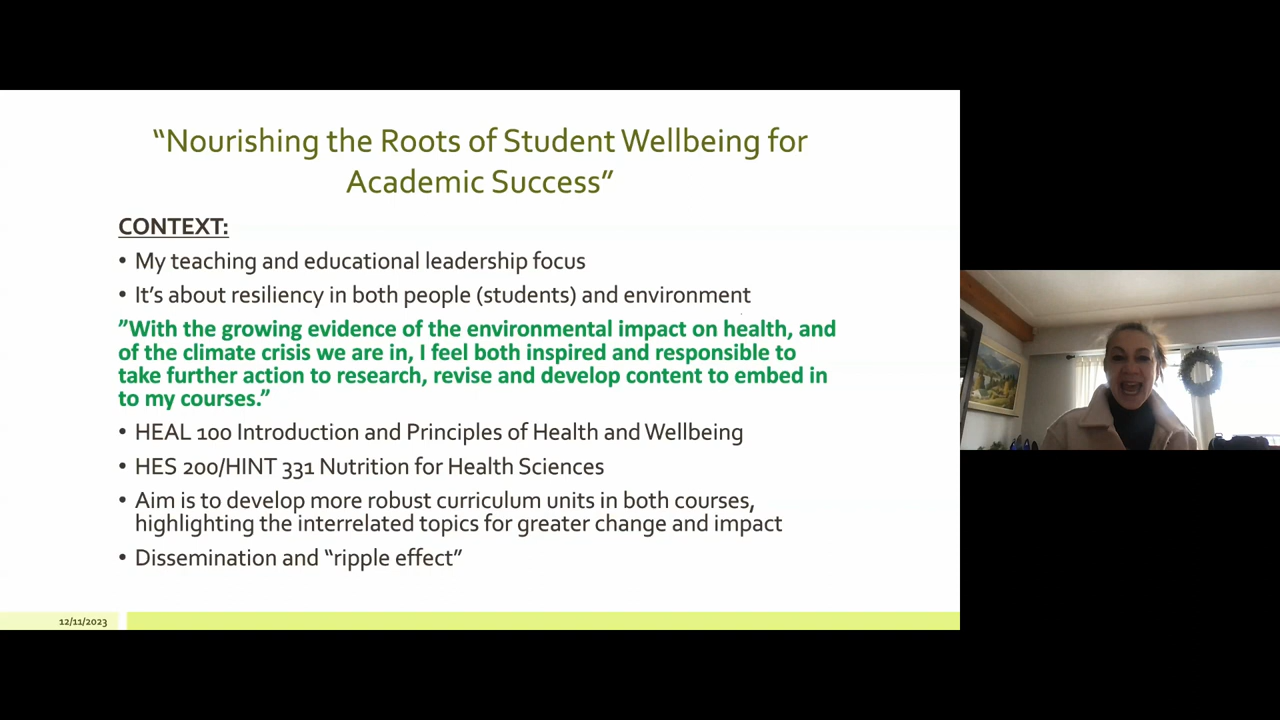 “Nourishing the Roots of Student Wellbeing for
Academic Success”
CONTEXT:
• My teaching and educational leadership focus
• It’s about resiliency in both people (students) and environment
”With the growing evidence of the environmental impact on health, and
of the climate crisis we are in, I feel both inspired and responsible to
take further action to research, revise and develop content to embed in
to my courses.”
• HEAL 100 Introduction and Principles of Health and Wellbeing
• HES 200/HINT 331 Nutrition for Health Sciences
• Aim is to develop more robust curriculum units in both courses,
highlighting the interrelated topics for greater change and impact
• Dissemination and “ripple effect”
12/11/2023